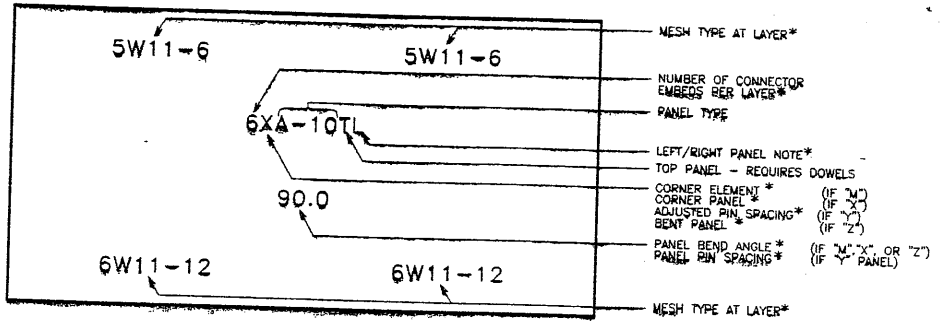 5W11-6
5W11-6
MESH TYPE AT LAYER*
NUMBER OF CONNECTOR
EMBEDS PER LAYER*
6XA-10TL
PANEL TYPE
LEFT/RIGHT PANEL NOTE*
TOP PANEL - REQUIRES DOWELS
90.0
CORNER ELEMENT * (IF "M")
CORNER PANEL * (IF "X")
ADJUSTED PIN SPACING* (IF "Y")
BENT PANEL * (IF "Z")
PANEL BEND ANGLE * (IF "M","X", OR "Z")
PANEL PIN SPACING* (IF "Y" PANEL)
6W11-12
6W11-12
MESH TYPE AT LAYER*